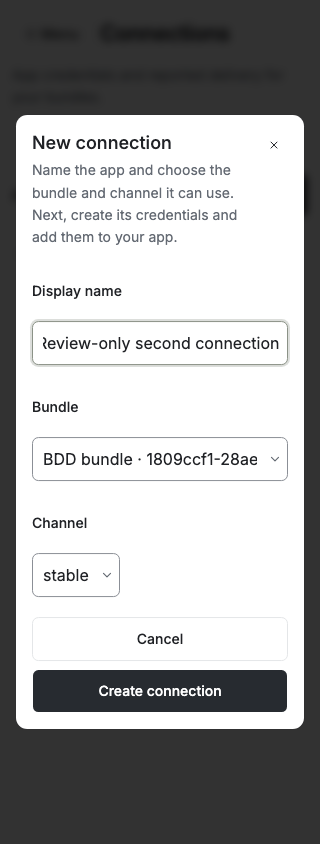 Connections
New connection
×
Name the app and choose the
bundle and channel it can use.
Next, create its credentials and
add them to your app.
Display name
Review-only second connection
Bundle
BDD bundle · 1809ccf1-28ae
Channel
stable
Cancel
Create connection